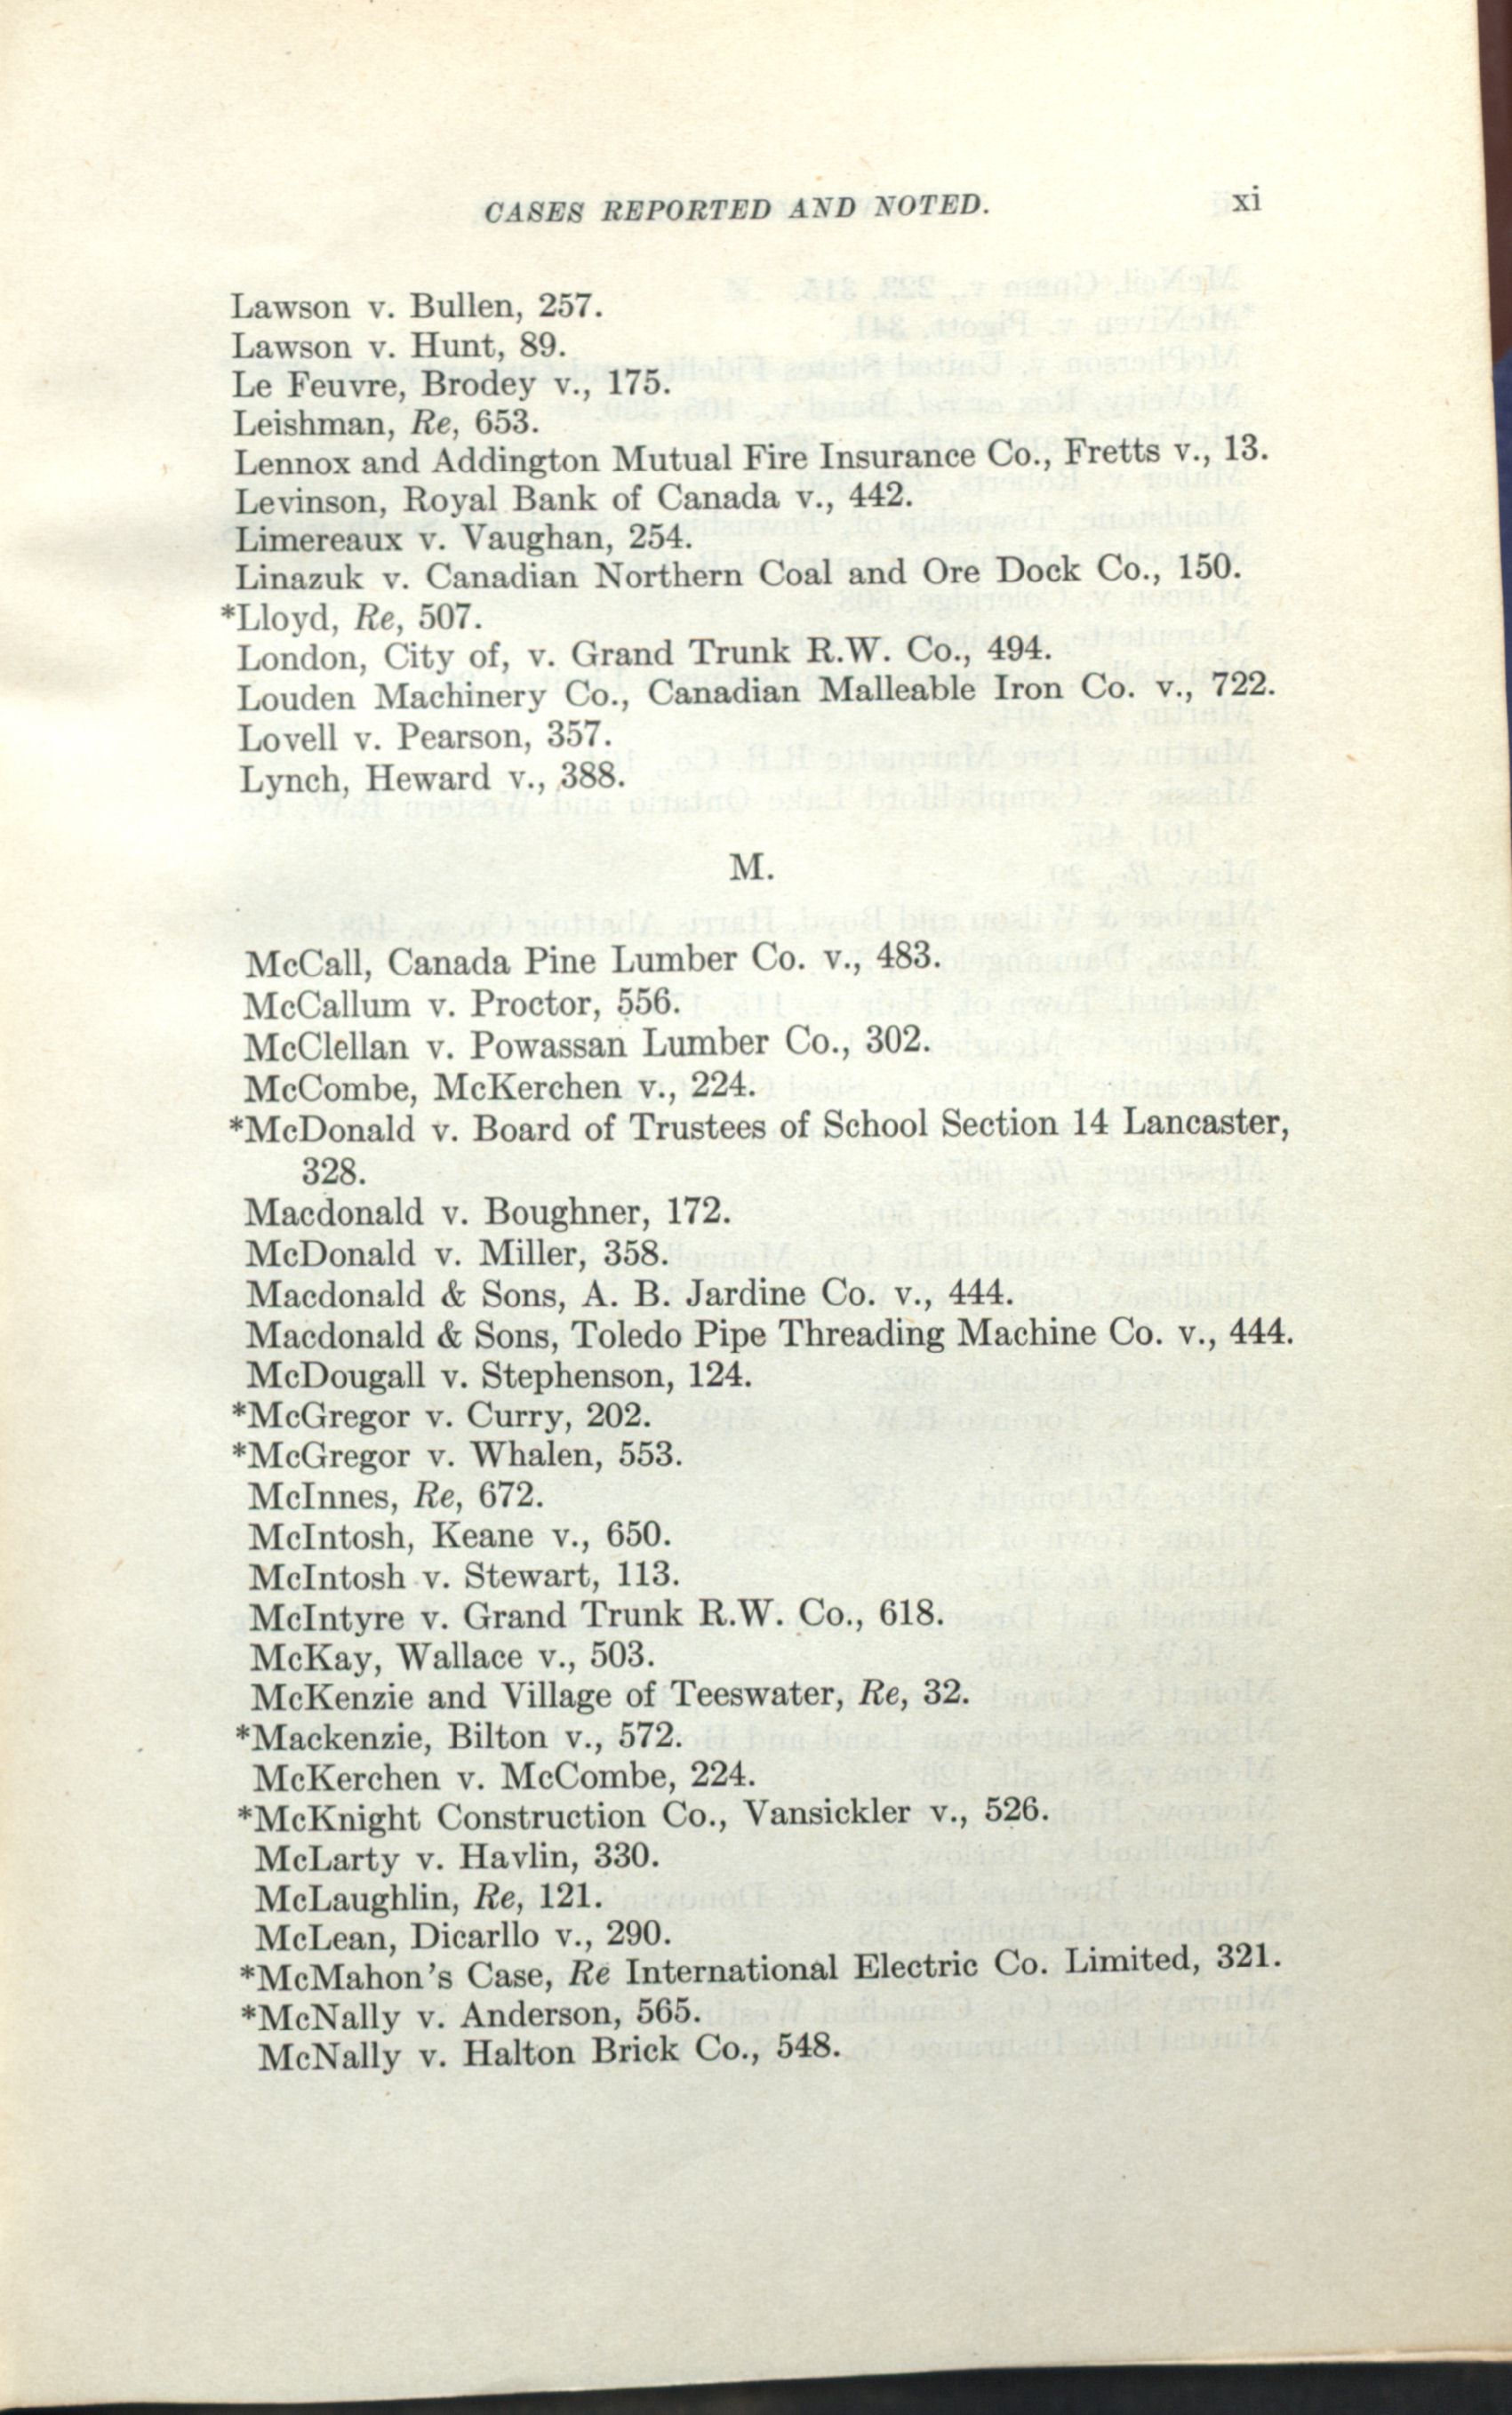 CASES REPORTED AND NOTED. xi
Lawson v. Bullen, 257.
Lawson v. Hunt, 89.
Le Feuvre, Brodey v., 175.
Leishman, Re, 653.
Lennox and Addington Mutual Fire Insurance Co., Fretts v., 13.
Levinson, Royal Bank of Canada v., 442.
Limereaux v. Vaughan, 254.
Linazuk v. Canadian Northern Coal and Ore Dock Co., 150.
*Lloyd, Re, 507.
London, City of, v. Grand Trunk R.W. Co., 494.
Louden Machinery Co., Canadian Malleable Iron Co. v., 722.
Lovell v. Pearson, 357.
Lynch, Heward v., 388.
M.
McCall, Canada Pine Lumber Co. v., 483.
McCallum v. Proctor, 556.
McClellan v. Powassan Lumber Co., 302.
McCombe, McKerchen v., 224.
*McDonald v. Board of Trustees of School Section 14 Lancaster,
328.
Macdonald v. Boughner, 172.
McDonald v. Miller, 358.
Macdonald & Sons, A. B. Jardine Co. v., 444.
Macdonald & Sons, Toledo Pipe Threading Machine Co. v., 444.
McDougall v. Stephenson, 124.
*McGregor v. Curry, 202.
*McGregor v. Whalen, 553.
McInnes, Re, 672.
McIntosh, Keane v., 650.
McIntosh v. Stewart, 113.
McIntyre v. Grand Trunk R.W. Co., 618.
McKay, Wallace v., 503.
McKenzie and Village of Teeswater, Re, 32.
*Mackenzie, Bilton v., 572.
McKerchen v. McCombe, 224.
*McKnight Construction Co., Vansickler v., 526.
McLarty v. Havlin, 330.
McLaughlin, Re, 121.
McLean, Dicarllo v., 290.
*McMahon's Case, Re International Electric Co. Limited, 321.
*McNally v. Anderson, 565.
McNally v. Halton Brick Co., 548.